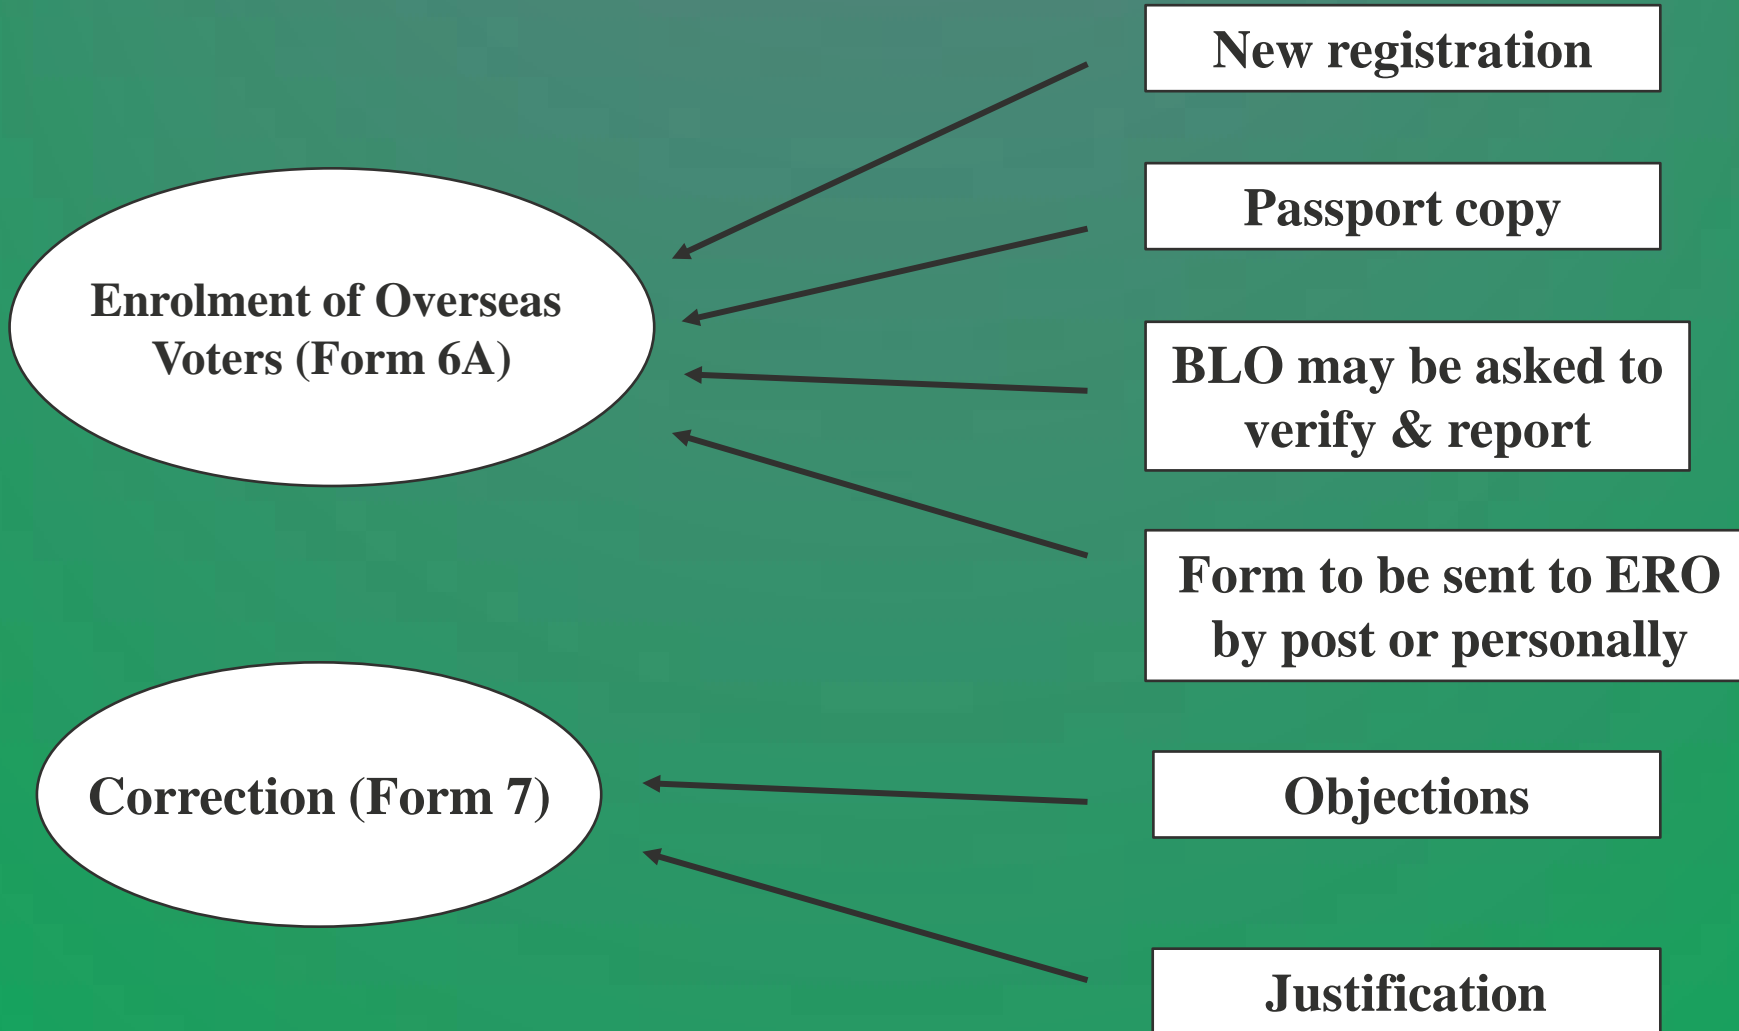 New registration
Passport copy
Enrolment of Overseas
Voters (Form 6A)
BLO may be asked to
verify & report
Form to be sent to ERO
by post or personally
Correction (Form 7)
Objections
Justification